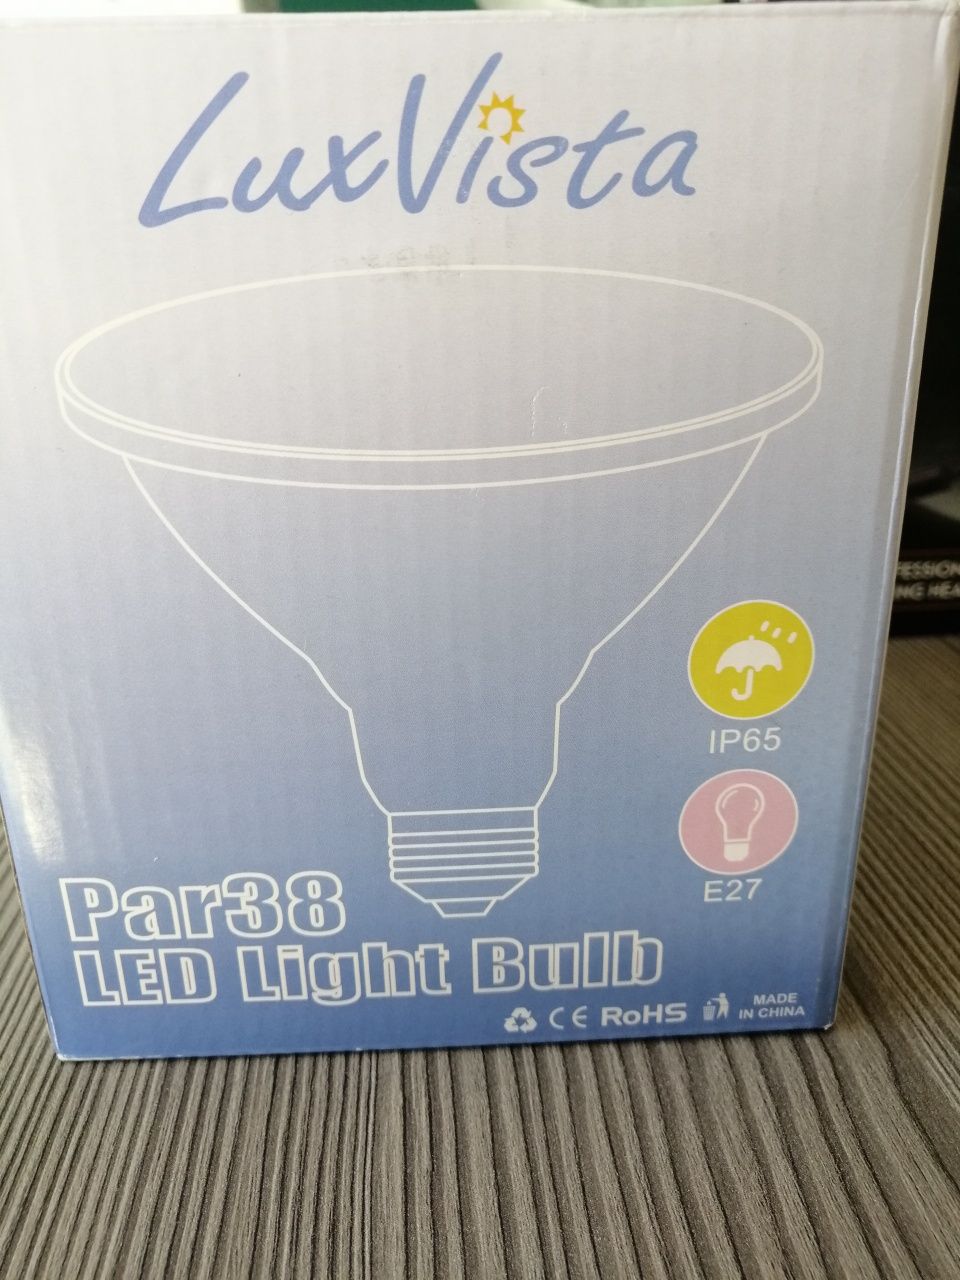 LuxVista
IP65
E27
Par38
LED Light Bulb
CE RoHS
MADE
IN CHINA